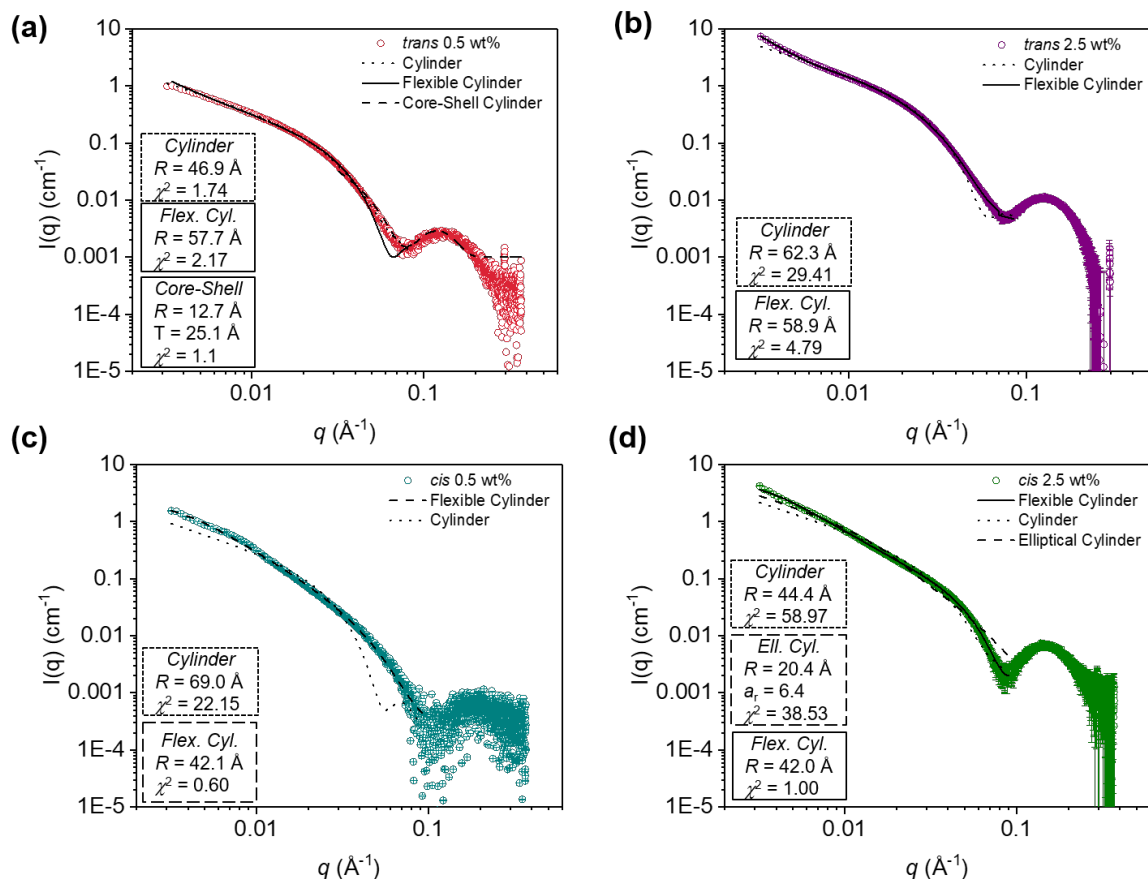 (a)
trans 0.5 wt%
Cylinder
Flexible Cylinder
Core-Shell Cylinder
Cylinder
R = 46.9 Å
χ² = 1.74
Flex. Cyl.
R = 57.7 Å
χ² = 2.17
Core-Shell
R = 12.7 Å
T = 25.1 Å
χ² = 1.1
10
1
0.1
0.01
0.001
1E-4
1E-5
I(q) (cm⁻¹)
0.01
0.1
q (Å⁻¹)
(b)
trans 2.5 wt%
Cylinder
Flexible Cylinder
Cylinder
R = 62.3 Å
χ² = 29.41
Flex. Cyl.
R = 58.9 Å
χ² = 4.79
10
1
0.1
0.01
0.001
1E-4
1E-5
I(q) (cm⁻¹)
0.01
0.1
q (Å⁻¹)
(c)
cis 0.5 wt%
Flexible Cylinder
Cylinder
Cylinder
R = 69.0 Å
χ² = 22.15
Flex. Cyl.
R = 42.1 Å
χ² = 0.60
10
1
0.1
0.01
0.001
1E-4
1E-5
I(q) (cm⁻¹)
0.01
0.1
q (Å⁻¹)
(d)
cis 2.5 wt%
Flexible Cylinder
Cylinder
Elliptical Cylinder
Cylinder
R = 44.4 Å
χ² = 58.97
Ell. Cyl.
R = 20.4 Å
aᵣ = 6.4
χ² = 38.53
Flex. Cyl.
R = 42.0 Å
χ² = 1.00
10
1
0.1
0.01
0.001
1E-4
1E-5
I(q) (cm⁻¹)
0.01
0.1
q (Å⁻¹)